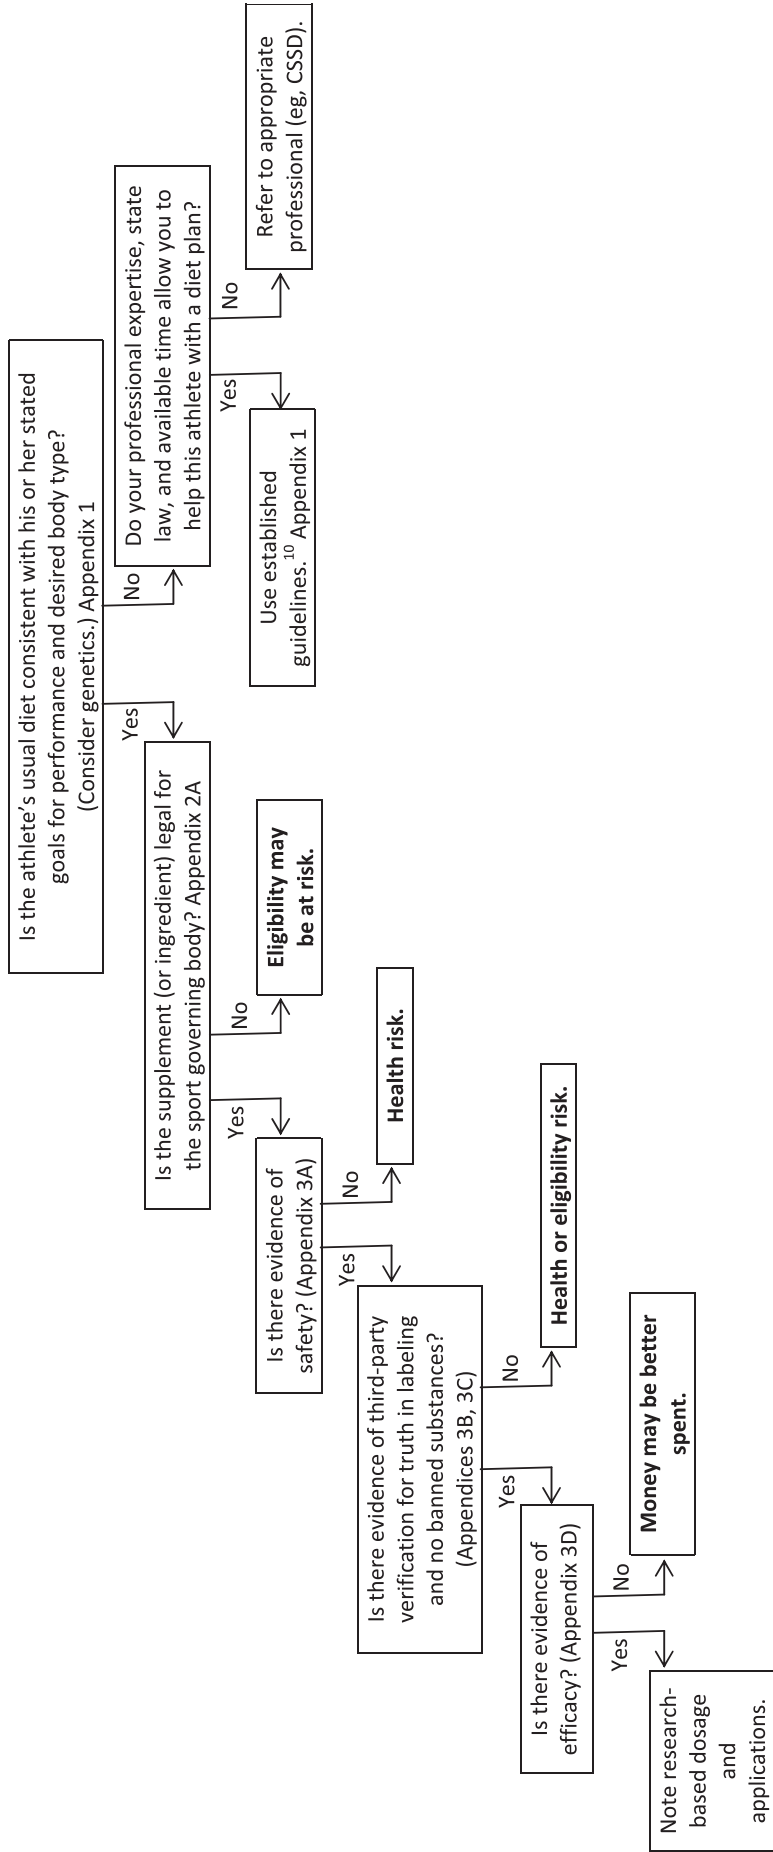 Is the athlete’s usual diet consistent with his or her stated
goals for performance and desired body type?
(Consider genetics.) Appendix 1
Yes
No
Is the supplement (or ingredient) legal for
the sport governing body? Appendix 2A
Do your professional expertise, state
law, and available time allow you to
help this athlete with a diet plan?
Yes
No
Yes
No
Is there evidence of
safety? (Appendix 3A)
Eligibility may
be at risk.
Use established
guidelines.10 Appendix 1
Refer to appropriate
professional (eg, CSSD).
Yes
No
Is there evidence of third-party
verification for truth in labeling
and no banned substances?
(Appendices 3B, 3C)
Health risk.
Yes
No
Is there evidence of
efficacy? (Appendix 3D)
Health or eligibility risk.
Yes
No
Note research-
based dosage
and
applications.
Money may be better
spent.